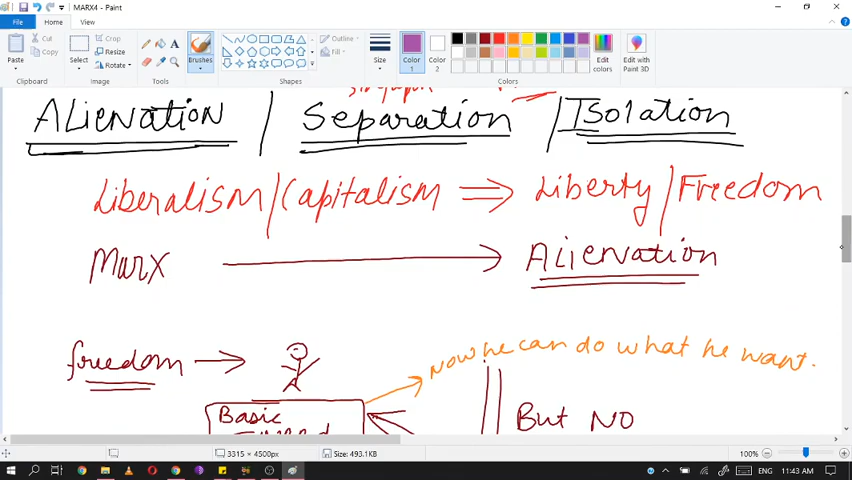 MARX4 - Paint
File Home View
Paste Cut Copy Clipboard
Select Crop Resize Rotate Image
Tools
Brushes
Outline Fill Shapes
Size
Color 1 Color 2 Edit colors Edit with Paint 3D Colors
ALieNation / Separation / Isolation
Liberalism/Capitalism ⇒ Liberty/Freedom
Marx → ALienation
freedom →
Now he can do what he want.
Basic
But NO
3315 × 4500px Size: 493.1KB 100%
ENG 11:43 AM